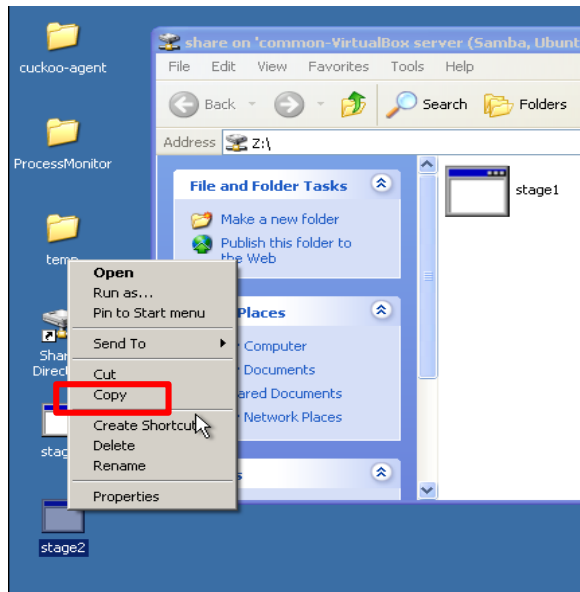 cuckoo-agent
ProcessMonitor
temp
Shar
Direct
stag
stage2
share on 'common-VirtualBox server (Samba, Ubunt
File Edit View Favorites Tools Help
Back Search Folders
Address Z:\
File and Folder Tasks
Make a new folder
Publish this folder to
the Web
Places
Computer
Documents
ared Documents
Network Places
s
stage1
Open
Run as...
Pin to Start menu
Send To
Cut
Copy
Create Shortcut
Delete
Rename
Properties